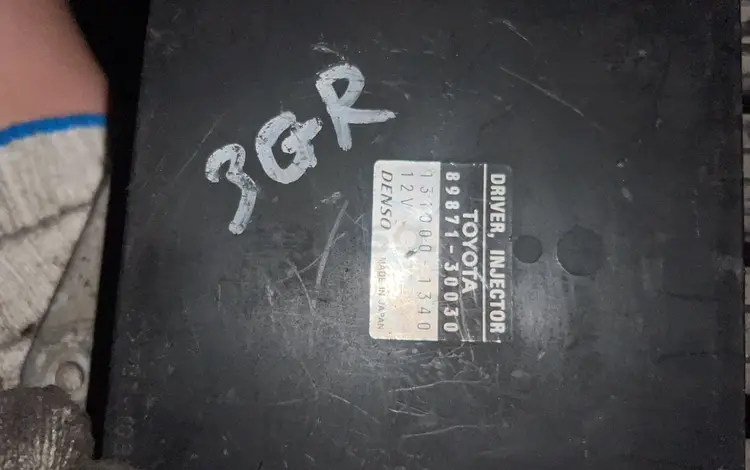 3GR
DRIVER, INJECTOR
TOYOTA
89871-30030
131000-1340
12V
DENSO MADE IN JAPAN